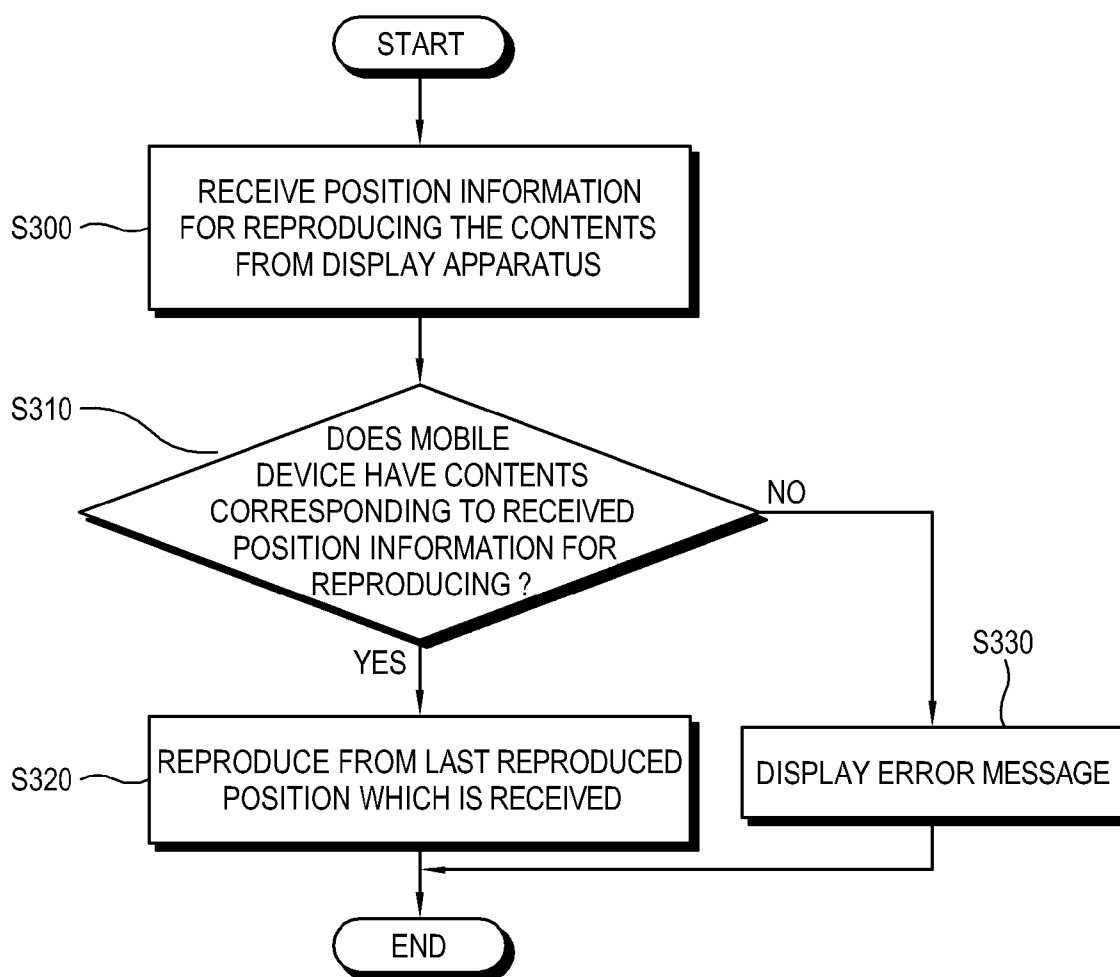 START
S300
RECEIVE POSITION INFORMATION
FOR REPRODUCING THE CONTENTS
FROM DISPLAY APPARATUS
S310
DOES MOBILE
DEVICE HAVE CONTENTS
CORRESPONDING TO RECEIVED
POSITION INFORMATION FOR
REPRODUCING ?
NO
YES
S330
S320
REPRODUCE FROM LAST REPRODUCED
POSITION WHICH IS RECEIVED
DISPLAY ERROR MESSAGE
END